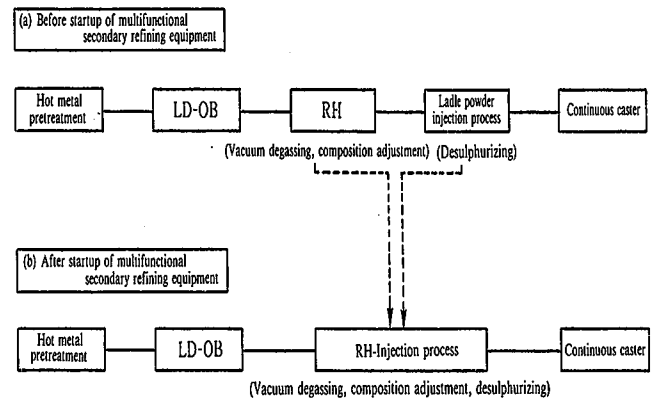 (a) Before startup of multifunctional
secondary refining equipment
Hot metal
pretreatment
LD-OB
RH
Ladle powder
injection process
Continuous caster
(Vacuum degassing, composition adjustment) (Desulphurizing)
(b) After startup of multifunctional
secondary refining equipment
Hot metal
pretreatment
LD-OB
RH-Injection process
Continuous caster
(Vacuum degassing, composition adjustment, desulphurizing)